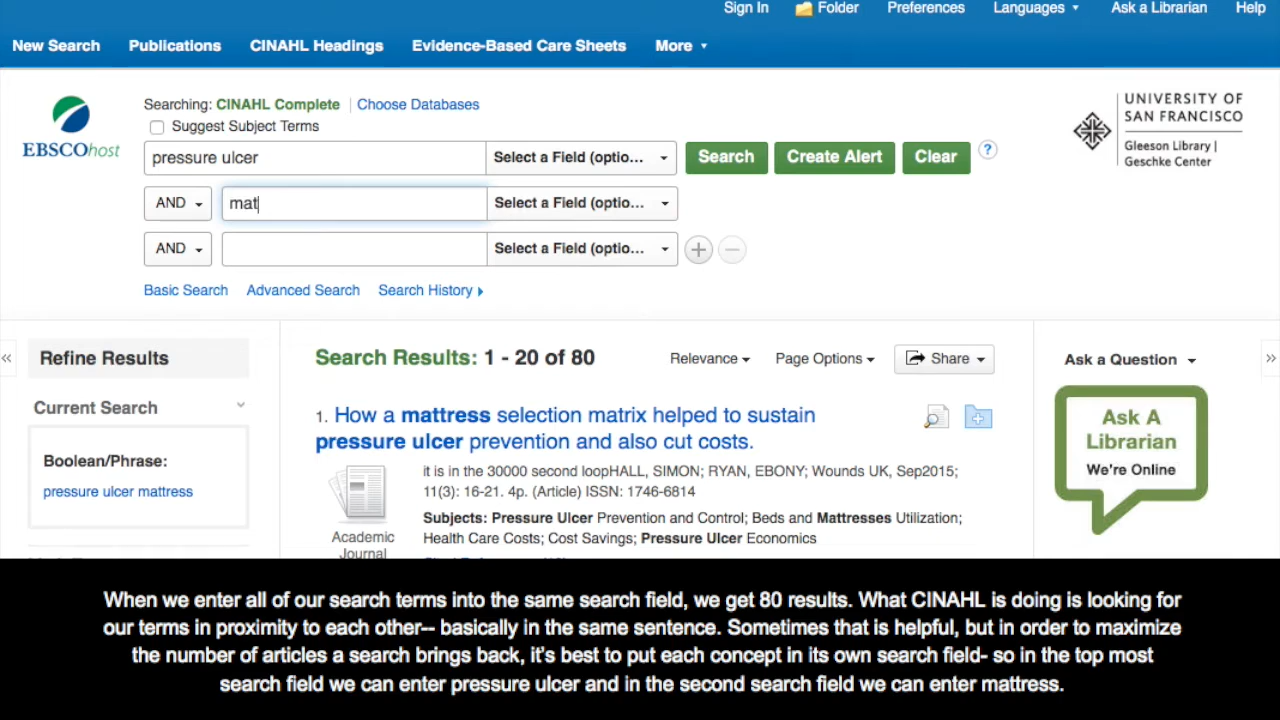 Sign In Folder Preferences Languages Ask a Librarian Help
New Search Publications CINAHL Headings Evidence-Based Care Sheets More
Searching: CINAHL Complete Choose Databases
Suggest Subject Terms
pressure ulcer Select a Field (optio... Search Create Alert Clear ?
AND mat Select a Field (optio...
AND Select a Field (optio... + −
Basic Search Advanced Search Search History
EBSCOhost
UNIVERSITY OF
SAN FRANCISCO
Gleeson Library |
Geschke Center
« Refine Results
Current Search
Boolean/Phrase:
pressure ulcer mattress
Search Results: 1 - 20 of 80 Relevance Page Options Share
1. How a mattress selection matrix helped to sustain
pressure ulcer prevention and also cut costs.
it is in the 30000 second loopHALL, SIMON; RYAN, EBONY; Wounds UK, Sep2015;
11(3): 16-21. 4p. (Article) ISSN: 1746-6814
Subjects: Pressure Ulcer Prevention and Control; Beds and Mattresses Utilization;
Health Care Costs; Cost Savings; Pressure Ulcer Economics
Academic
Journal
Ask a Question »
Ask A
Librarian
We're Online
When we enter all of our search terms into the same search field, we get 80 results. What CINAHL is doing is looking for
our terms in proximity to each other-- basically in the same sentence. Sometimes that is helpful, but in order to maximize
the number of articles a search brings back, it's best to put each concept in its own search field- so in the top most
search field we can enter pressure ulcer and in the second search field we can enter mattress.